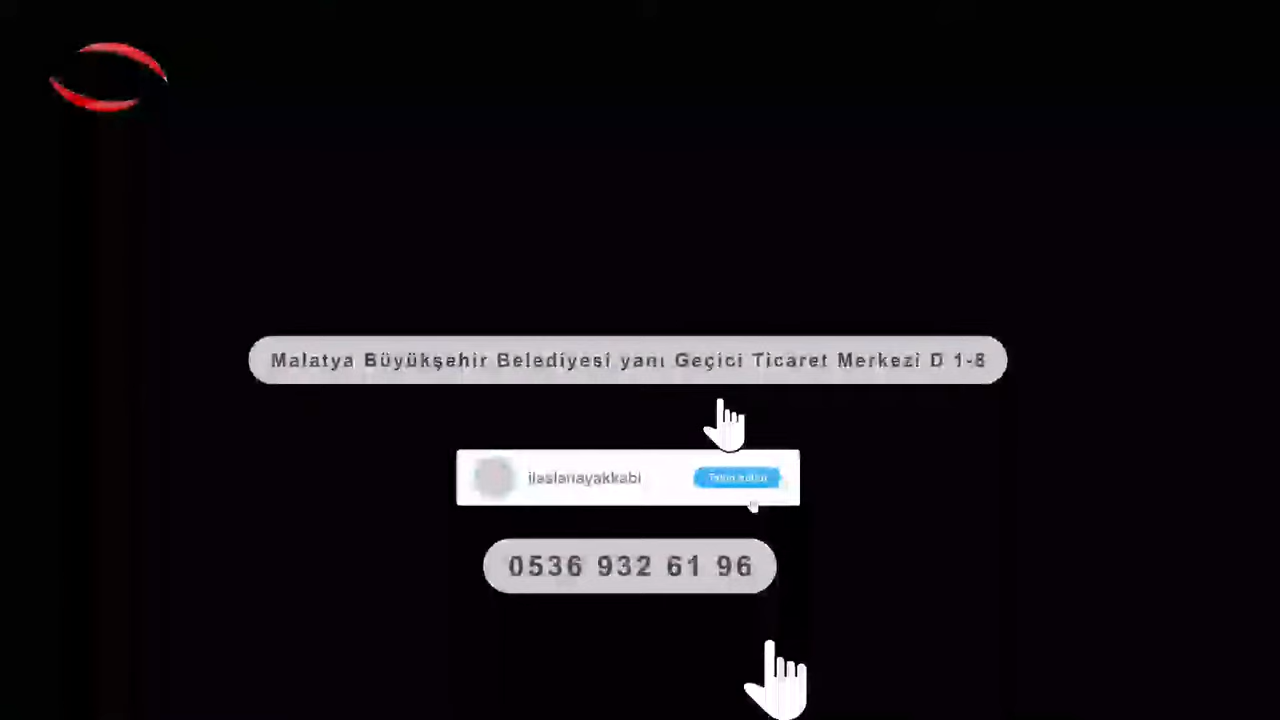 Malatya Büyükşehir Belediyesi yanı Geçici Ticaret Merkezi D 1-8
ilaslanayakkabi
0536 932 61 96